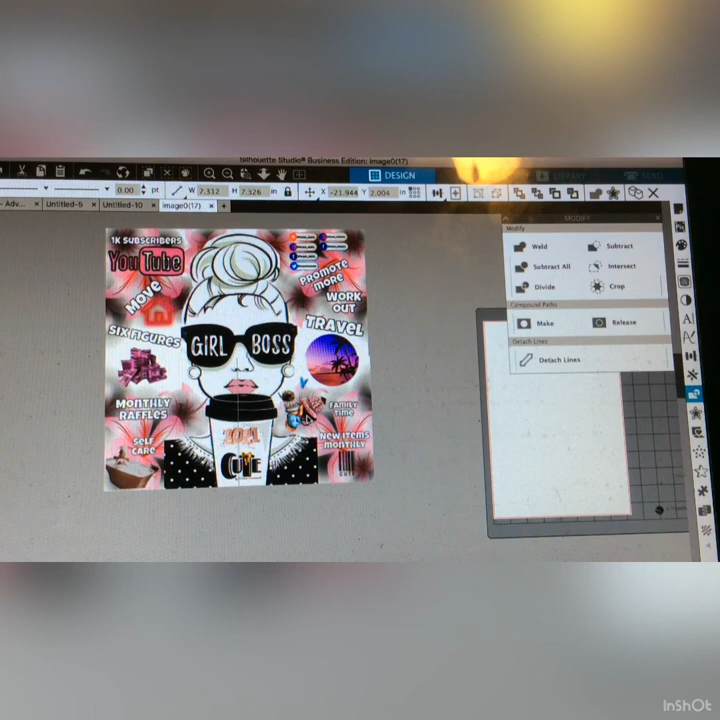 Silhouette Studio® Business Edition: image0(17)
DESIGN
LIBRARY
SEND
0.00 pt
W 7.312 H 7.326 in
X -21.944 Y 2.004 in
Adv...
Untitled-5
Untitled-10
image0(17)
MODIFY
Modify
Weld
Subtract
Subtract All
Intersect
Divide
Crop
Compound Paths
Make
Release
Detach Lines
Detach Lines
1K SUBSCRIBERS
YouTube
PROMOTE
MORE
MOVE
WORK
OUT
SIX FIGURES
TRAVEL
GIRL BOSS
MONTHLY
RAFFLES
FAMILY
TIME
SELF
CARE
2021
CUTE
NEW ITEMS
MONTHLY
InShOt